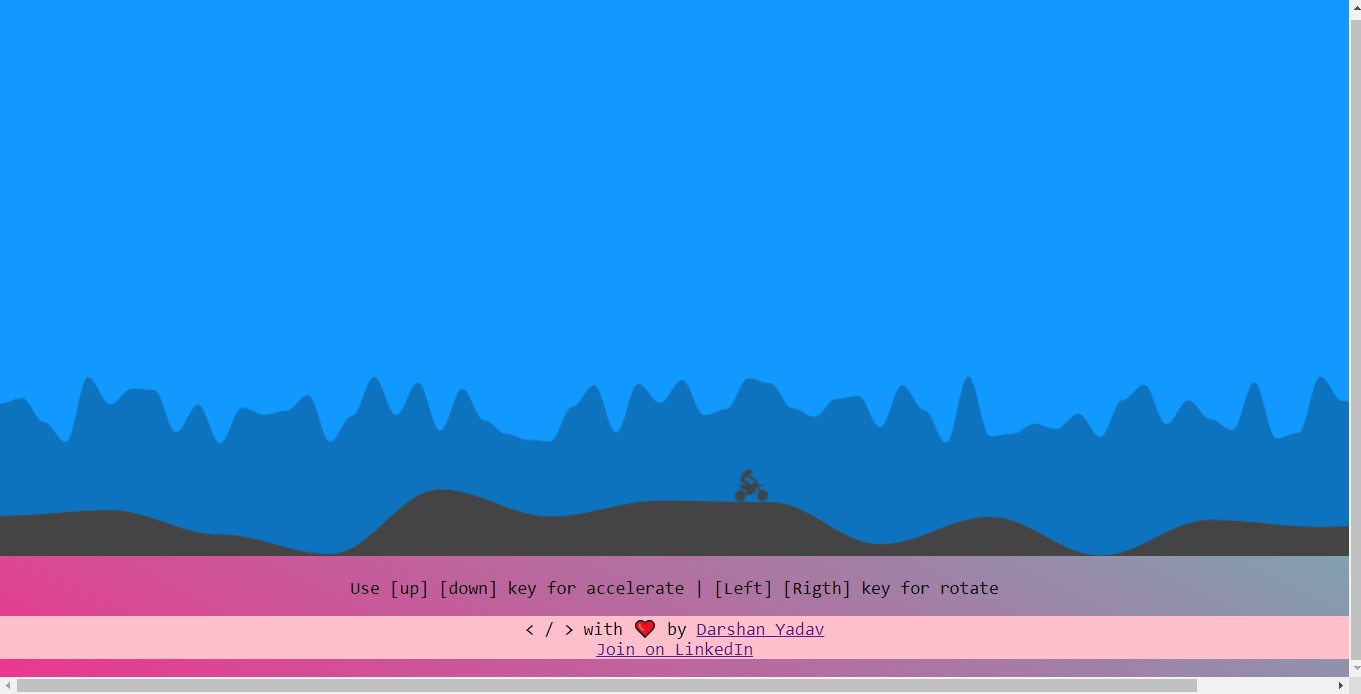 Use [up] [down] key for accelerate | [Left] [Rigth] key for rotate
< / > with ❤️ by Darshan Yadav
Join on LinkedIn